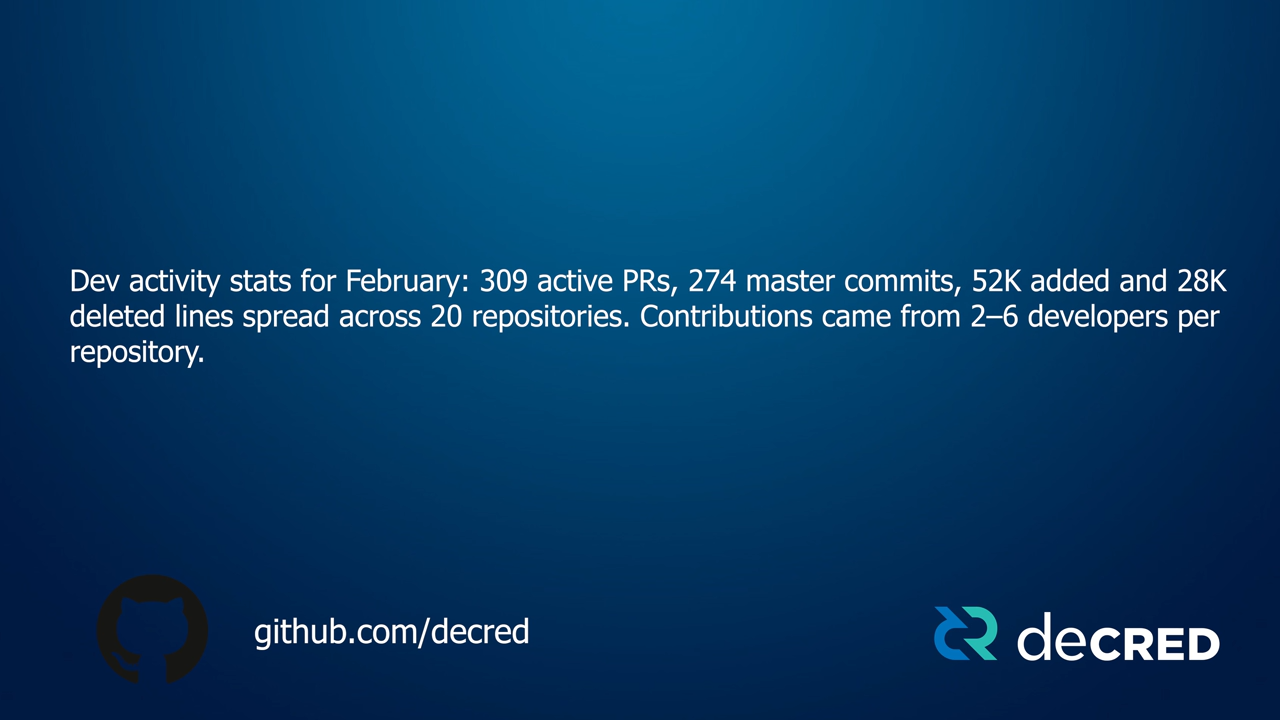 Dev activity stats for February: 309 active PRs, 274 master commits, 52K added and 28K
deleted lines spread across 20 repositories. Contributions came from 2–6 developers per
repository.
github.com/decred
deCRED